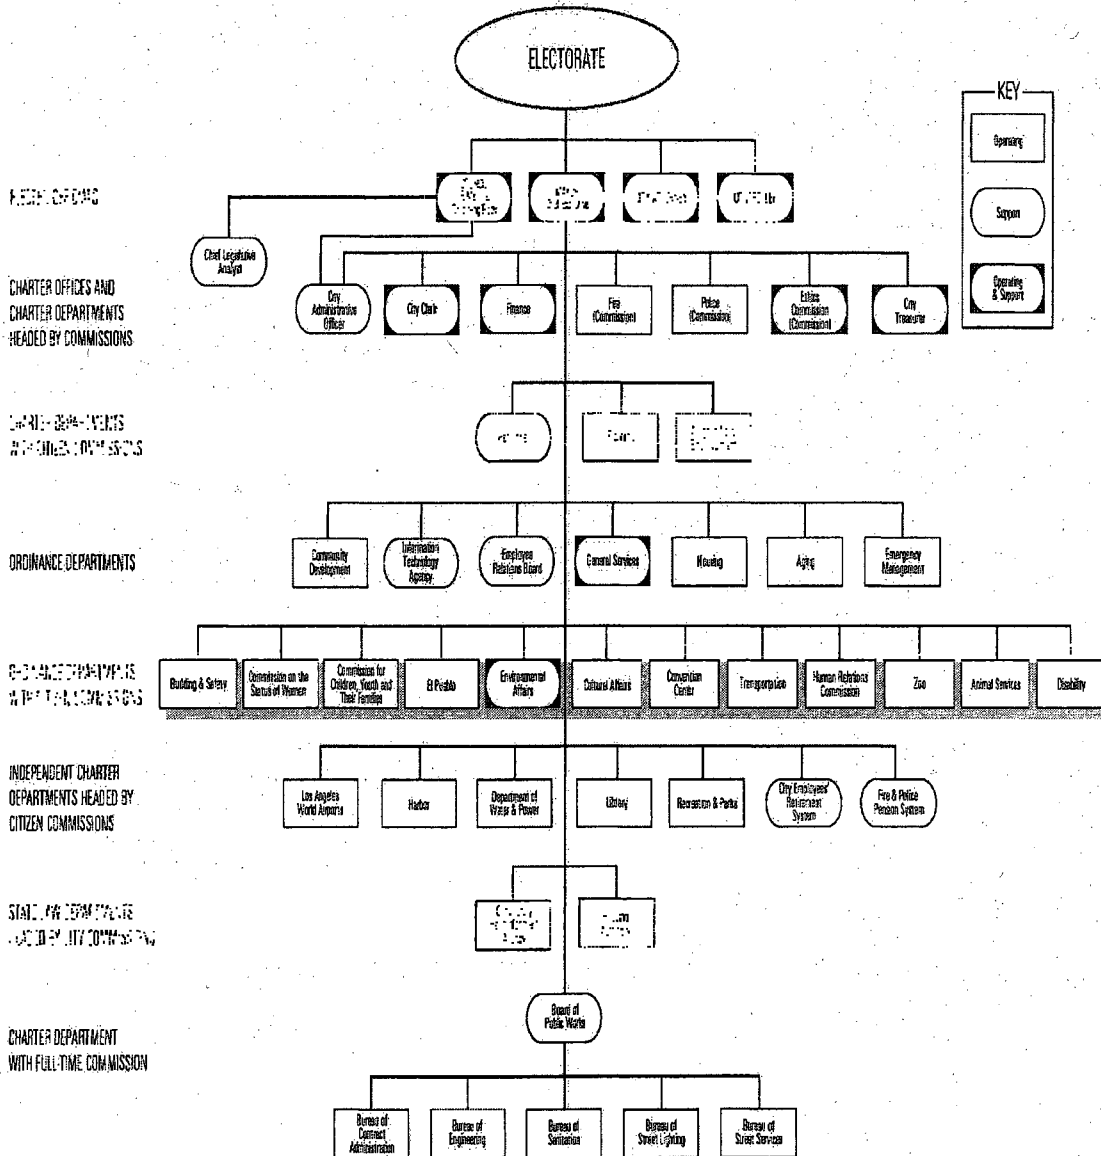 ELECTORATE
KEY
Operating
Support
Operating
& Support
Chief Legislative
Analyst
CHARTER OFFICES AND
CHARTER DEPARTMENTS
HEADED BY COMMISSIONS
City
Administrative
Officer
City Clerk
Finance
Fire
(Commission)
Police
(Commission)
Ethics
Commission
(Commission)
City
Treasurer
ORDINANCE DEPARTMENTS
Community
Development
Information
Technology
Agency
Employee
Relations Board
General Services
Housing
Aging
Emergency
Management
Building & Safety
Commission on the
Status of Women
Commission for
Children, Youth and
Their Families
El Pueblo
Environmental
Affairs
Cultural Affairs
Convention
Center
Transportation
Human Relations
Commission
Zoo
Animal Services
Disability
INDEPENDENT CHARTER
DEPARTMENTS HEADED BY
CITIZEN COMMISSIONS
Los Angeles
World Airports
Harbor
Department of
Water & Power
Library
Recreation & Parks
City Employees'
Retirement
System
Fire & Police
Pension System
Board of
Public Works
CHARTER DEPARTMENT
WITH FULL-TIME COMMISSION
Bureau of
Contract
Administration
Bureau of
Engineering
Bureau of
Sanitation
Bureau of
Street Lighting
Bureau of
Street Services